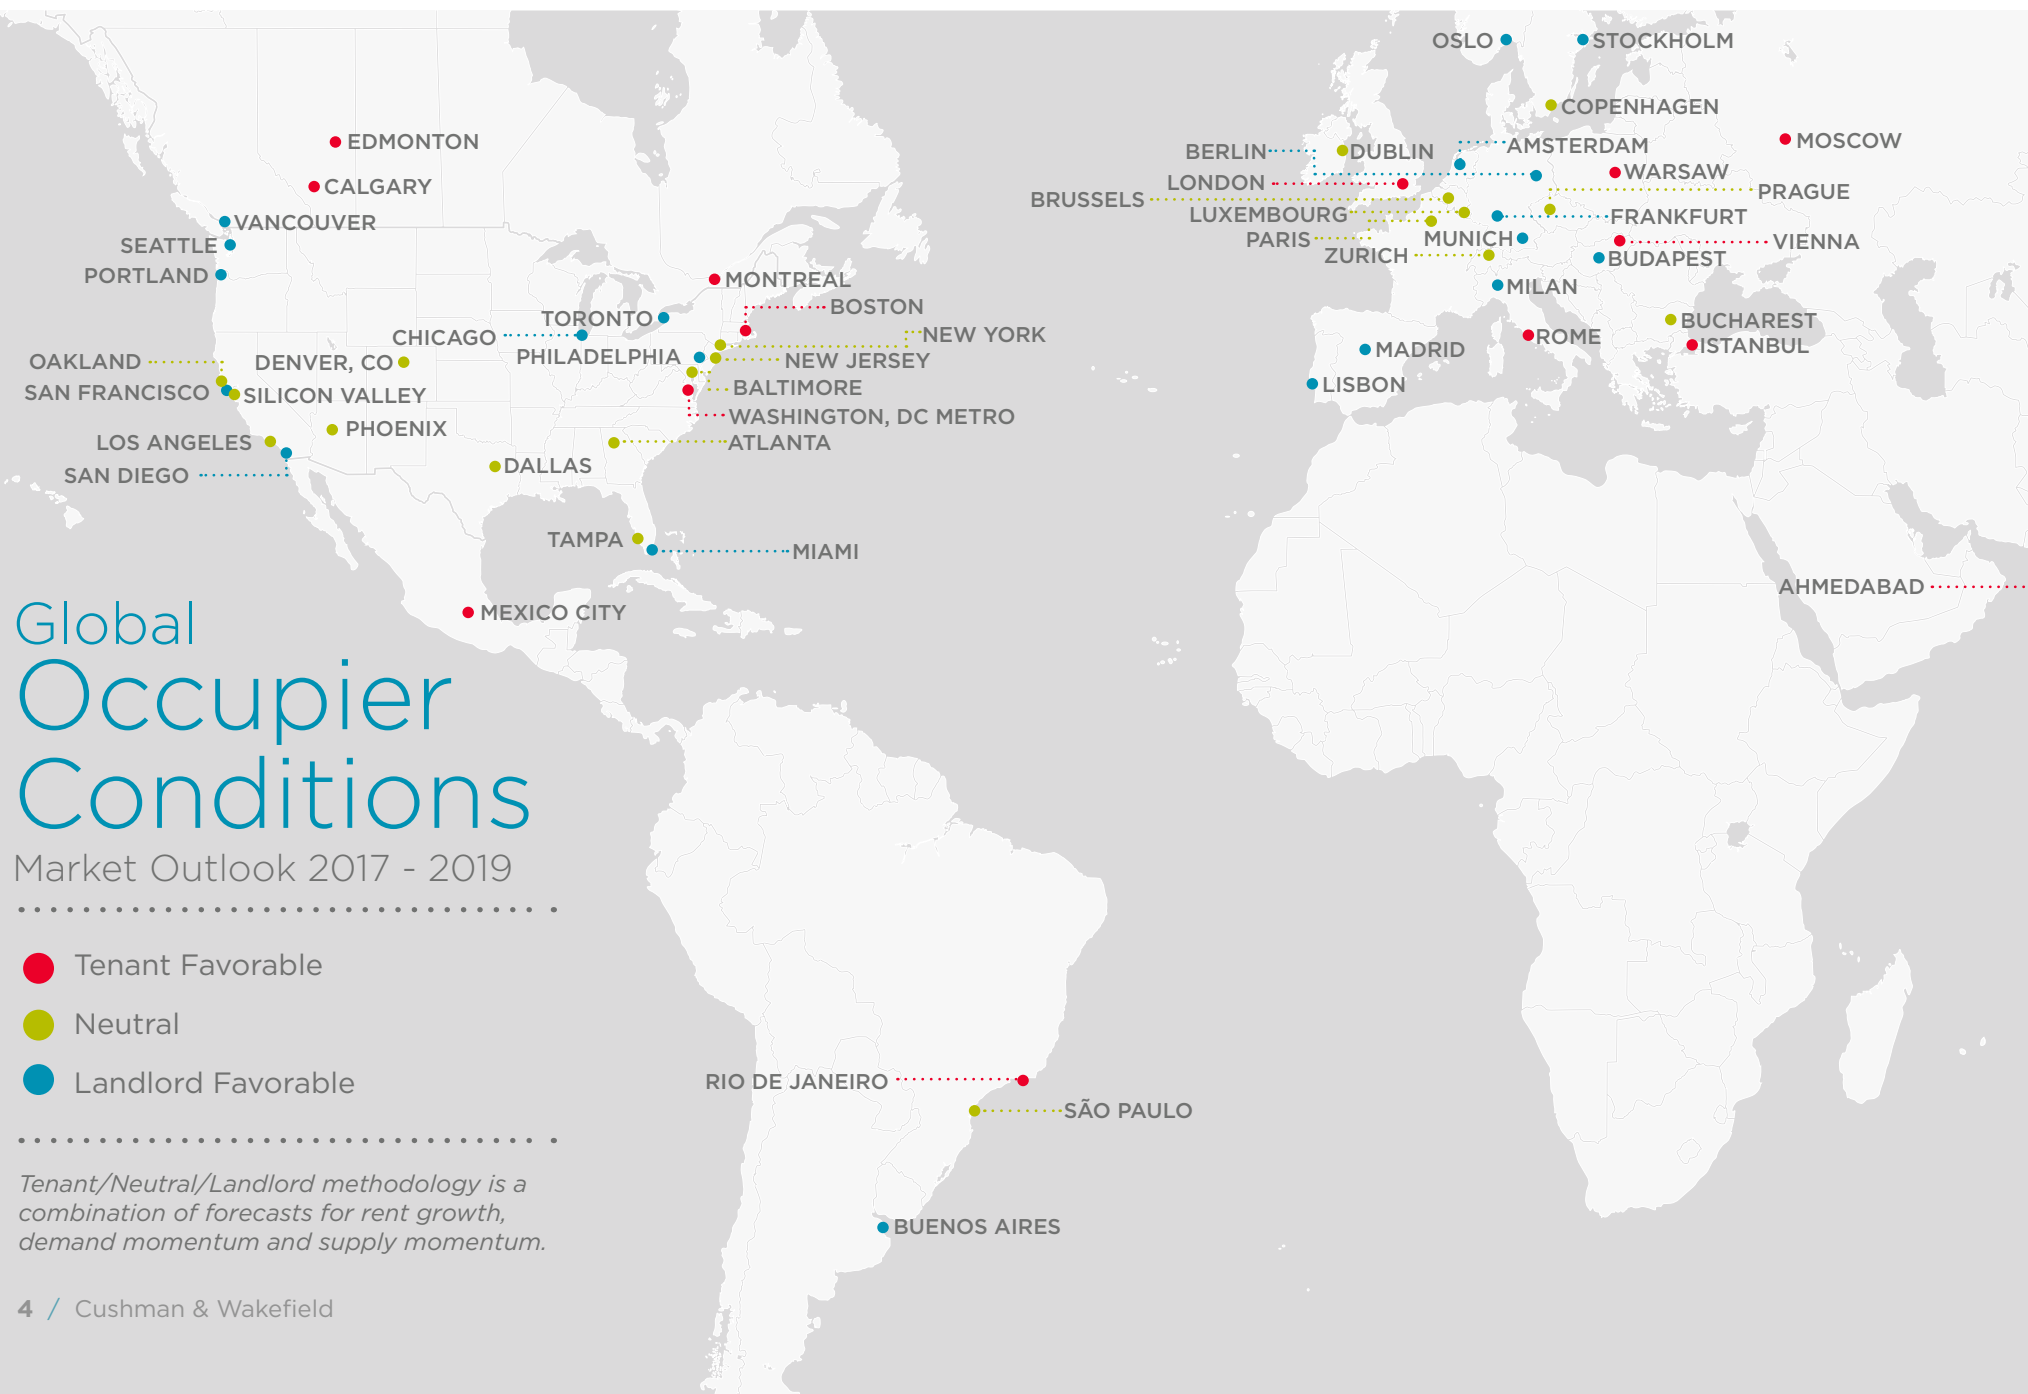 OSLO
STOCKHOLM
COPENHAGEN
EDMONTON
MOSCOW
BERLIN
DUBLIN
AMSTERDAM
CALGARY
LONDON
WARSAW
BRUSSELS
PRAGUE
VANCOUVER
LUXEMBOURG
FRANKFURT
SEATTLE
PARIS
MUNICH
VIENNA
PORTLAND
ZURICH
BUDAPEST
MONTREAL
MILAN
BOSTON
TORONTO
BUCHAREST
CHICAGO
NEW YORK
ROME
ISTANBUL
OAKLAND
DENVER, CO
PHILADELPHIA
NEW JERSEY
MADRID
SAN FRANCISCO
SILICON VALLEY
BALTIMORE
LISBON
WASHINGTON, DC METRO
LOS ANGELES
PHOENIX
ATLANTA
SAN DIEGO
DALLAS
TAMPA
MIAMI
AHMEDABAD
MEXICO CITY
Global
Occupier
Conditions
Market Outlook 2017 - 2019
Tenant Favorable
Neutral
Landlord Favorable
RIO DE JANEIRO
SÃO PAULO
BUENOS AIRES
Tenant/Neutral/Landlord methodology is a
combination of forecasts for rent growth,
demand momentum and supply momentum.
4 / Cushman & Wakefield